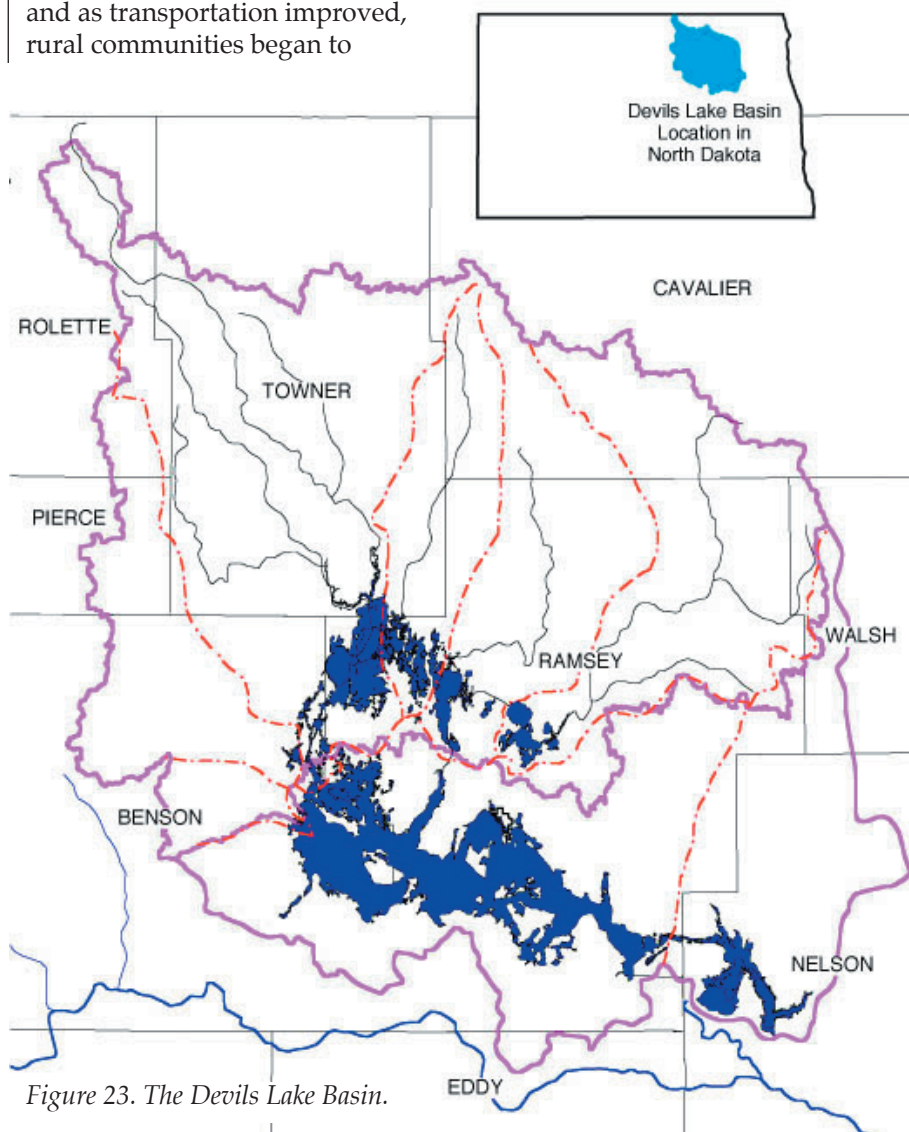 and as transportation improved,
rural communities began to
Devils Lake Basin
Location in
North Dakota
CAVALIER
ROLETTE
TOWNER
PIERCE
WALSH
RAMSEY
BENSON
NELSON
EDDY
Figure 23. The Devils Lake Basin.